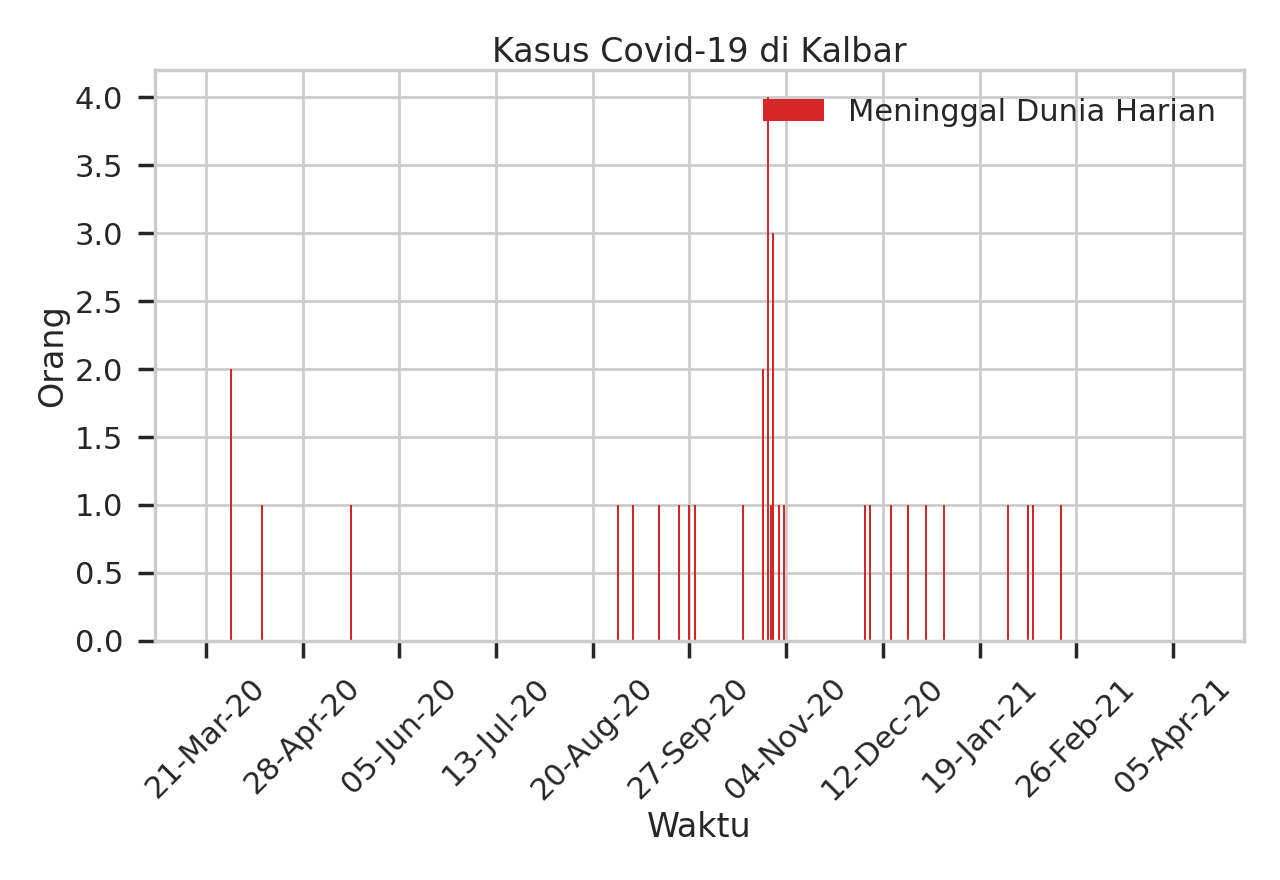 Kasus Covid-19 di Kalbar
Meninggal Dunia Harian
Orang
4.0
3.5
3.0
2.5
2.0
1.5
1.0
0.5
0.0
21-Mar-20
28-Apr-20
05-Jun-20
13-Jul-20
20-Aug-20
27-Sep-20
04-Nov-20
12-Dec-20
19-Jan-21
26-Feb-21
05-Apr-21
Waktu